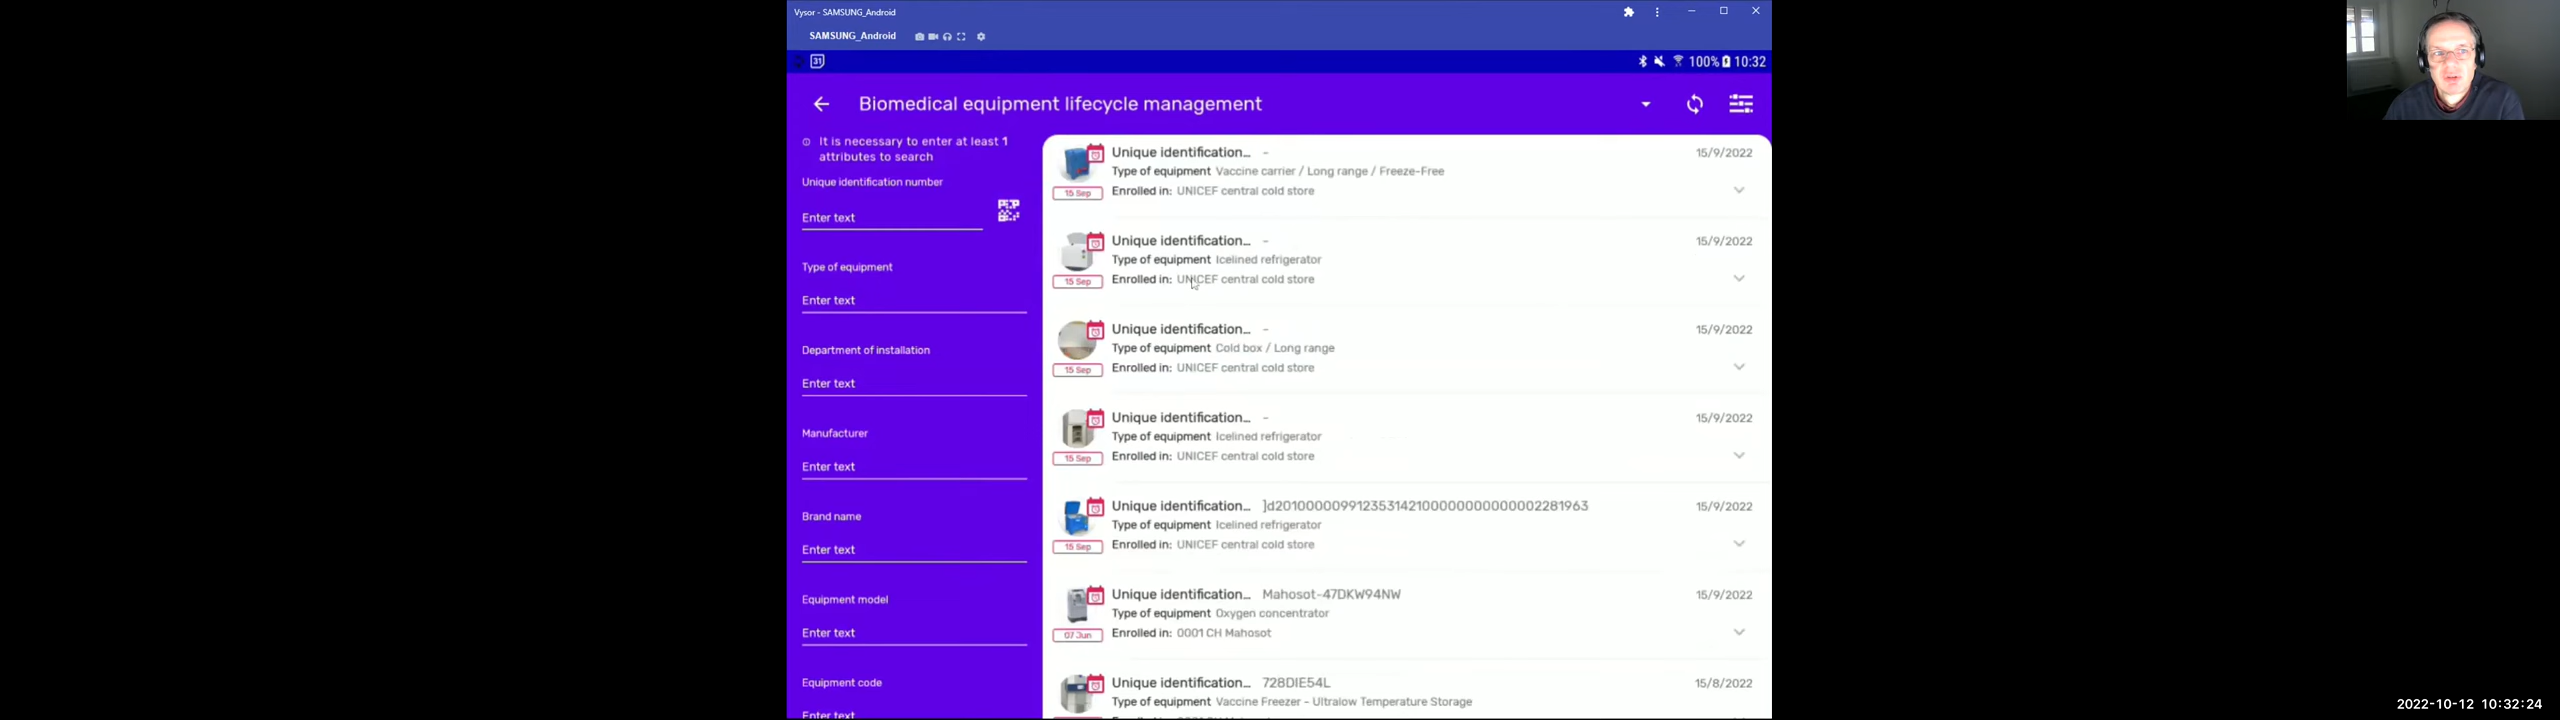 Vysor - SAMSUNG_Android
SAMSUNG_Android
31
100% 10:32
Biomedical equipment lifecycle management
It is necessary to enter at least 1
attributes to search
Unique identification number
Enter text
Type of equipment
Enter text
Department of installation
Enter text
Manufacturer
Enter text
Brand name
Enter text
Equipment model
Enter text
Equipment code
Enter text
Unique identification... - 15/9/2022
Type of equipment Vaccine carrier / Long range / Freeze-Free
15 Sep Enrolled in: UNICEF central cold store
Unique identification... - 15/9/2022
Type of equipment Icelined refrigerator
15 Sep Enrolled in: UNICEF central cold store
Unique identification... - 15/9/2022
Type of equipment Cold box / Long range
15 Sep Enrolled in: UNICEF central cold store
Unique identification... - 15/9/2022
Type of equipment Icelined refrigerator
15 Sep Enrolled in: UNICEF central cold store
Unique identification... ]d20100000991235314210000000000002281963 15/9/2022
Type of equipment Icelined refrigerator
15 Sep Enrolled in: UNICEF central cold store
Unique identification... Mahosot-47DKW94NW 15/9/2022
Type of equipment Oxygen concentrator
07 Jun Enrolled in: 0001 CH Mahosot
Unique identification... 728DIE54L 15/8/2022
Type of equipment Vaccine Freezer - Ultralow Temperature Storage
2022-10-12 10:32:24